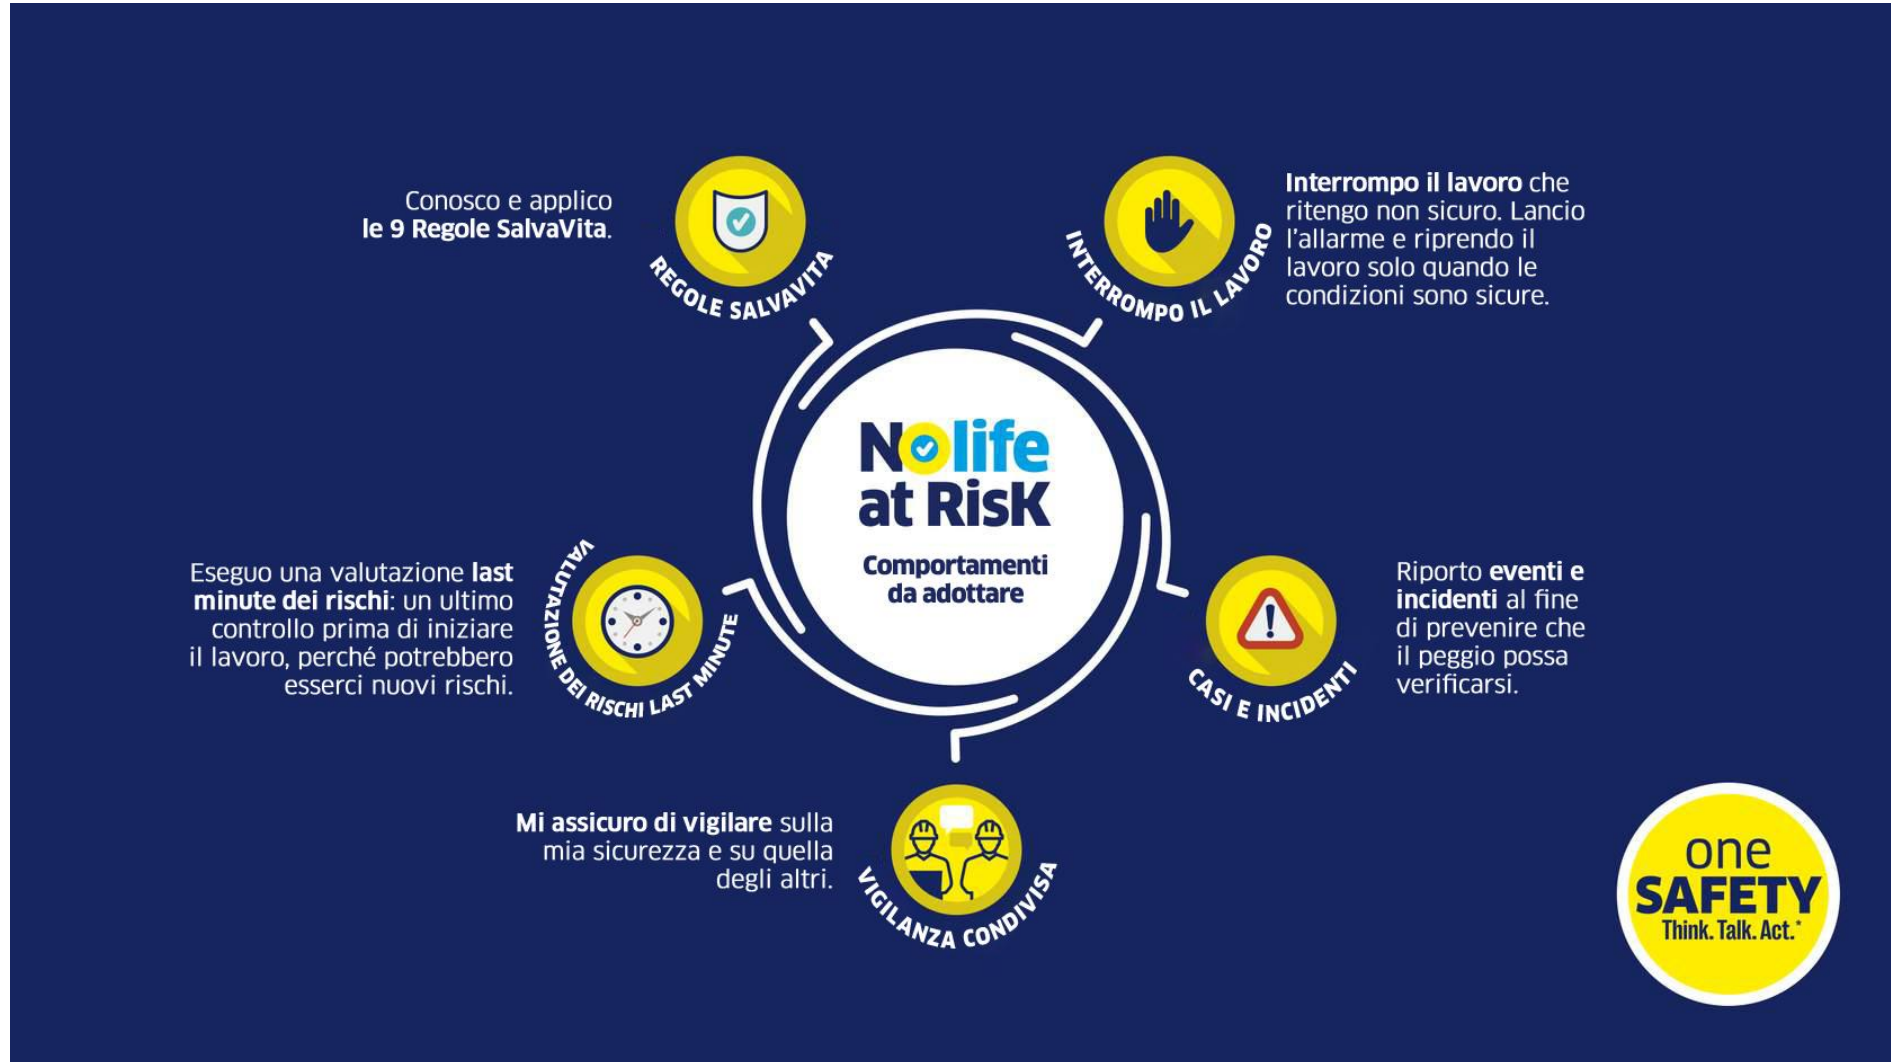 Conosco e applico
le 9 Regole SalvaVita.
REGOLE SALVAVITA
INTERROMPO IL LAVORO
Interrompo il lavoro che
ritengo non sicuro. Lancio
l'allarme e riprendo il
lavoro solo quando le
condizioni sono sicure.
No life
at RisK
Comportamenti
da adottare
Eseguo una valutazione last
minute dei rischi: un ultimo
controllo prima di iniziare
il lavoro, perché potrebbero
esserci nuovi rischi.
VALUTAZIONE DEI RISCHI LAST MINUTE
CASI E INCIDENTI
Riporto eventi e
incidenti al fine
di prevenire che
il peggio possa
verificarsi.
Mi assicuro di vigilare sulla
mia sicurezza e su quella
degli altri.
VIGILANZA CONDIVISA
one
SAFETY
Think. Talk. Act.*